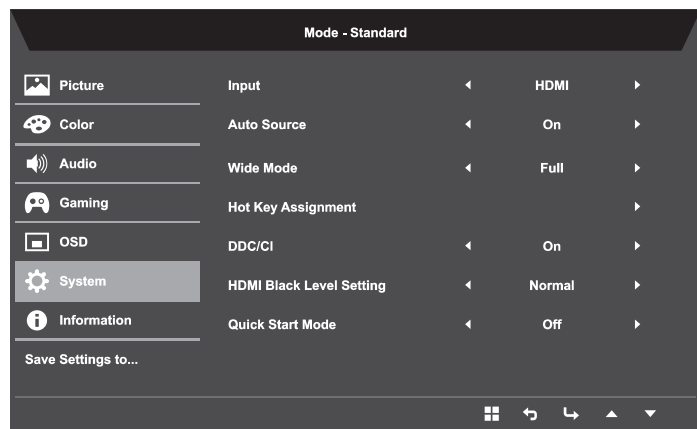 Mode - Standard
Picture
Input HDMI
Color
Auto Source On
Audio
Wide Mode Full
Gaming
Hot Key Assignment
OSD
DDC/CI On
System
HDMI Black Level Setting Normal
Information
Quick Start Mode Off
Save Settings to...